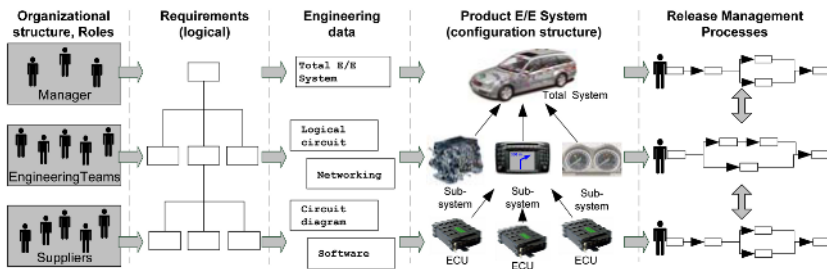 Organizational
structure, Roles
Requirements
(logical)
Engineering
data
Product E/E System
(configuration structure)
Release Management
Processes
Manager
Total E/E
System
Total System
EngineeringTeams
Logical
circuit
Networking
Sub-
system
Sub-
system
Sub-
system
Suppliers
Circuit
diagram
Software
ECU
ECU
ECU